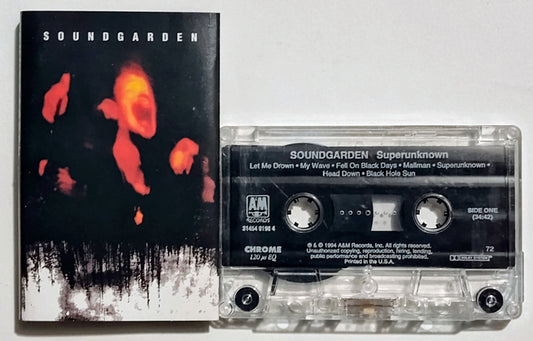 SOUNDGARDEN
SOUNDGARDEN Superunknown
Let Me Drown • My Wave • Fell On Black Days • Mailman • Superunknown •
Head Down • Black Hole Sun
A&M
RECORDS
31454 0198 4
SIDE ONE
(34:42)
CHROME
120 µs EQ
℗ & © 1994 A&M Records, Inc. All rights reserved.
Unauthorized copying, reproduction, hiring, lending,
public performance and broadcasting prohibited.
Printed in the U.S.A.
72
DOLBY SYSTEM